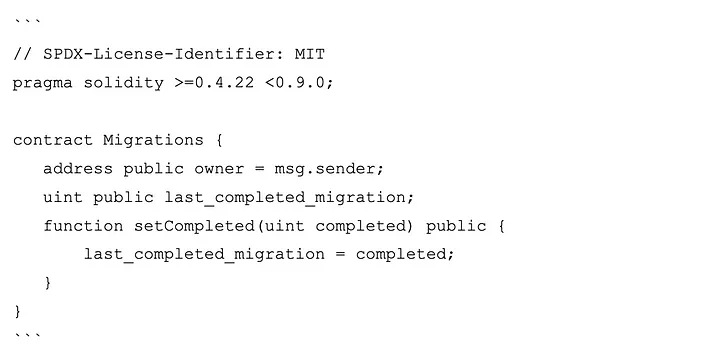 ```
// SPDX-License-Identifier: MIT
pragma solidity >=0.4.22 <0.9.0;

contract Migrations {
   address public owner = msg.sender;
   uint public last_completed_migration;
   function setCompleted(uint completed) public {
       last_completed_migration = completed;
   }
}
```